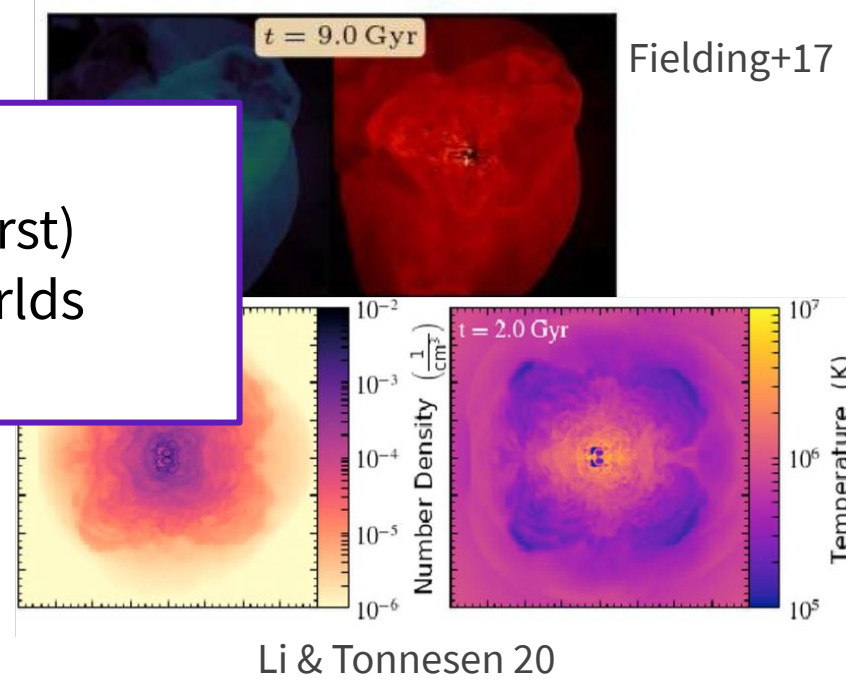 t = 9.0 Gyr
Fielding+17
rst)
rlds
10⁻²
10⁻³
10⁻⁴
10⁻⁵
10⁻⁶
Number Density (1/cm³)
t = 2.0 Gyr
10⁷
10⁶
10⁵
Temperature (K)
Li & Tonnesen 20